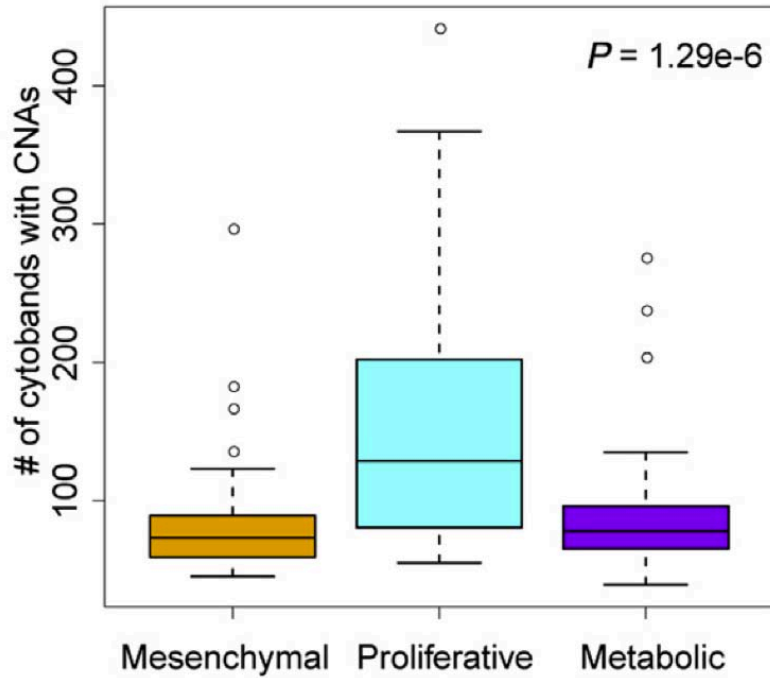 P = 1.29e-6
# of cytobands with CNAs
400
300
200
100
Mesenchymal Proliferative Metabolic